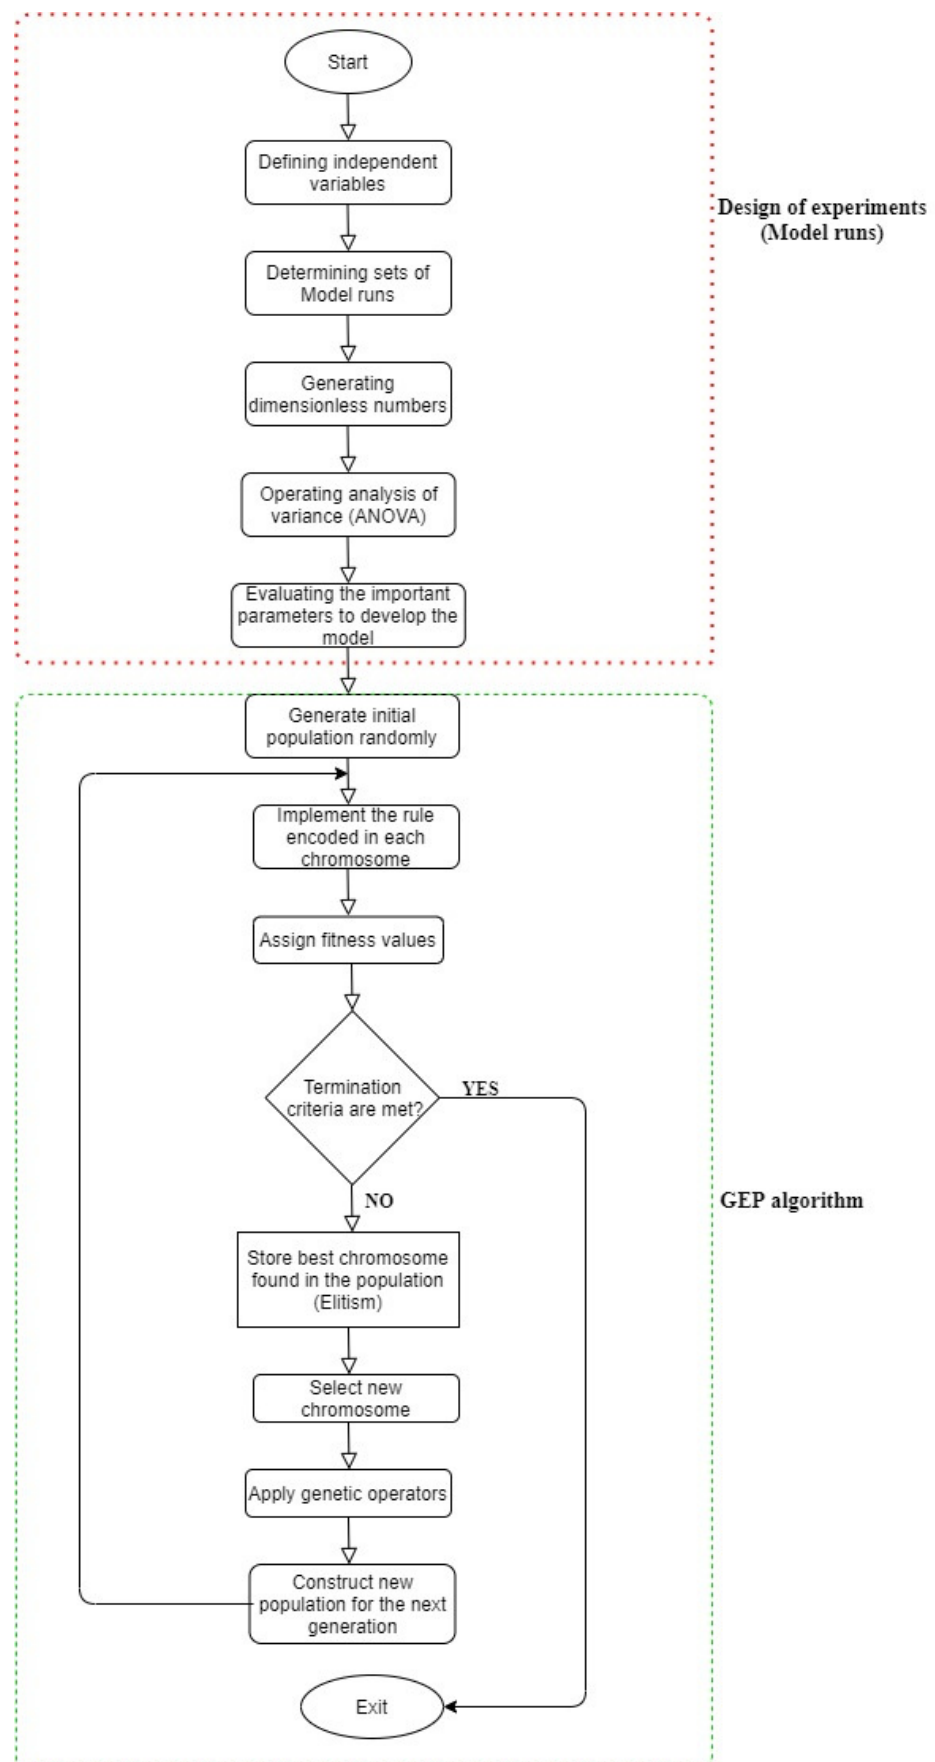 Start
Defining independent
variables
Design of experiments
(Model runs)
Determining sets of
Model runs
Generating
dimensionless numbers
Operating analysis of
variance (ANOVA)
Evaluating the important
parameters to develop the
model
Generate initial
population randomly
Implement the rule
encoded in each
chromosome
Assign fitness values
Termination
criteria are met?
YES
NO
GEP algorithm
Store best chromosome
found in the population
(Elitism)
Select new
chromosome
Apply genetic operators
Construct new
population for the next
generation
Exit